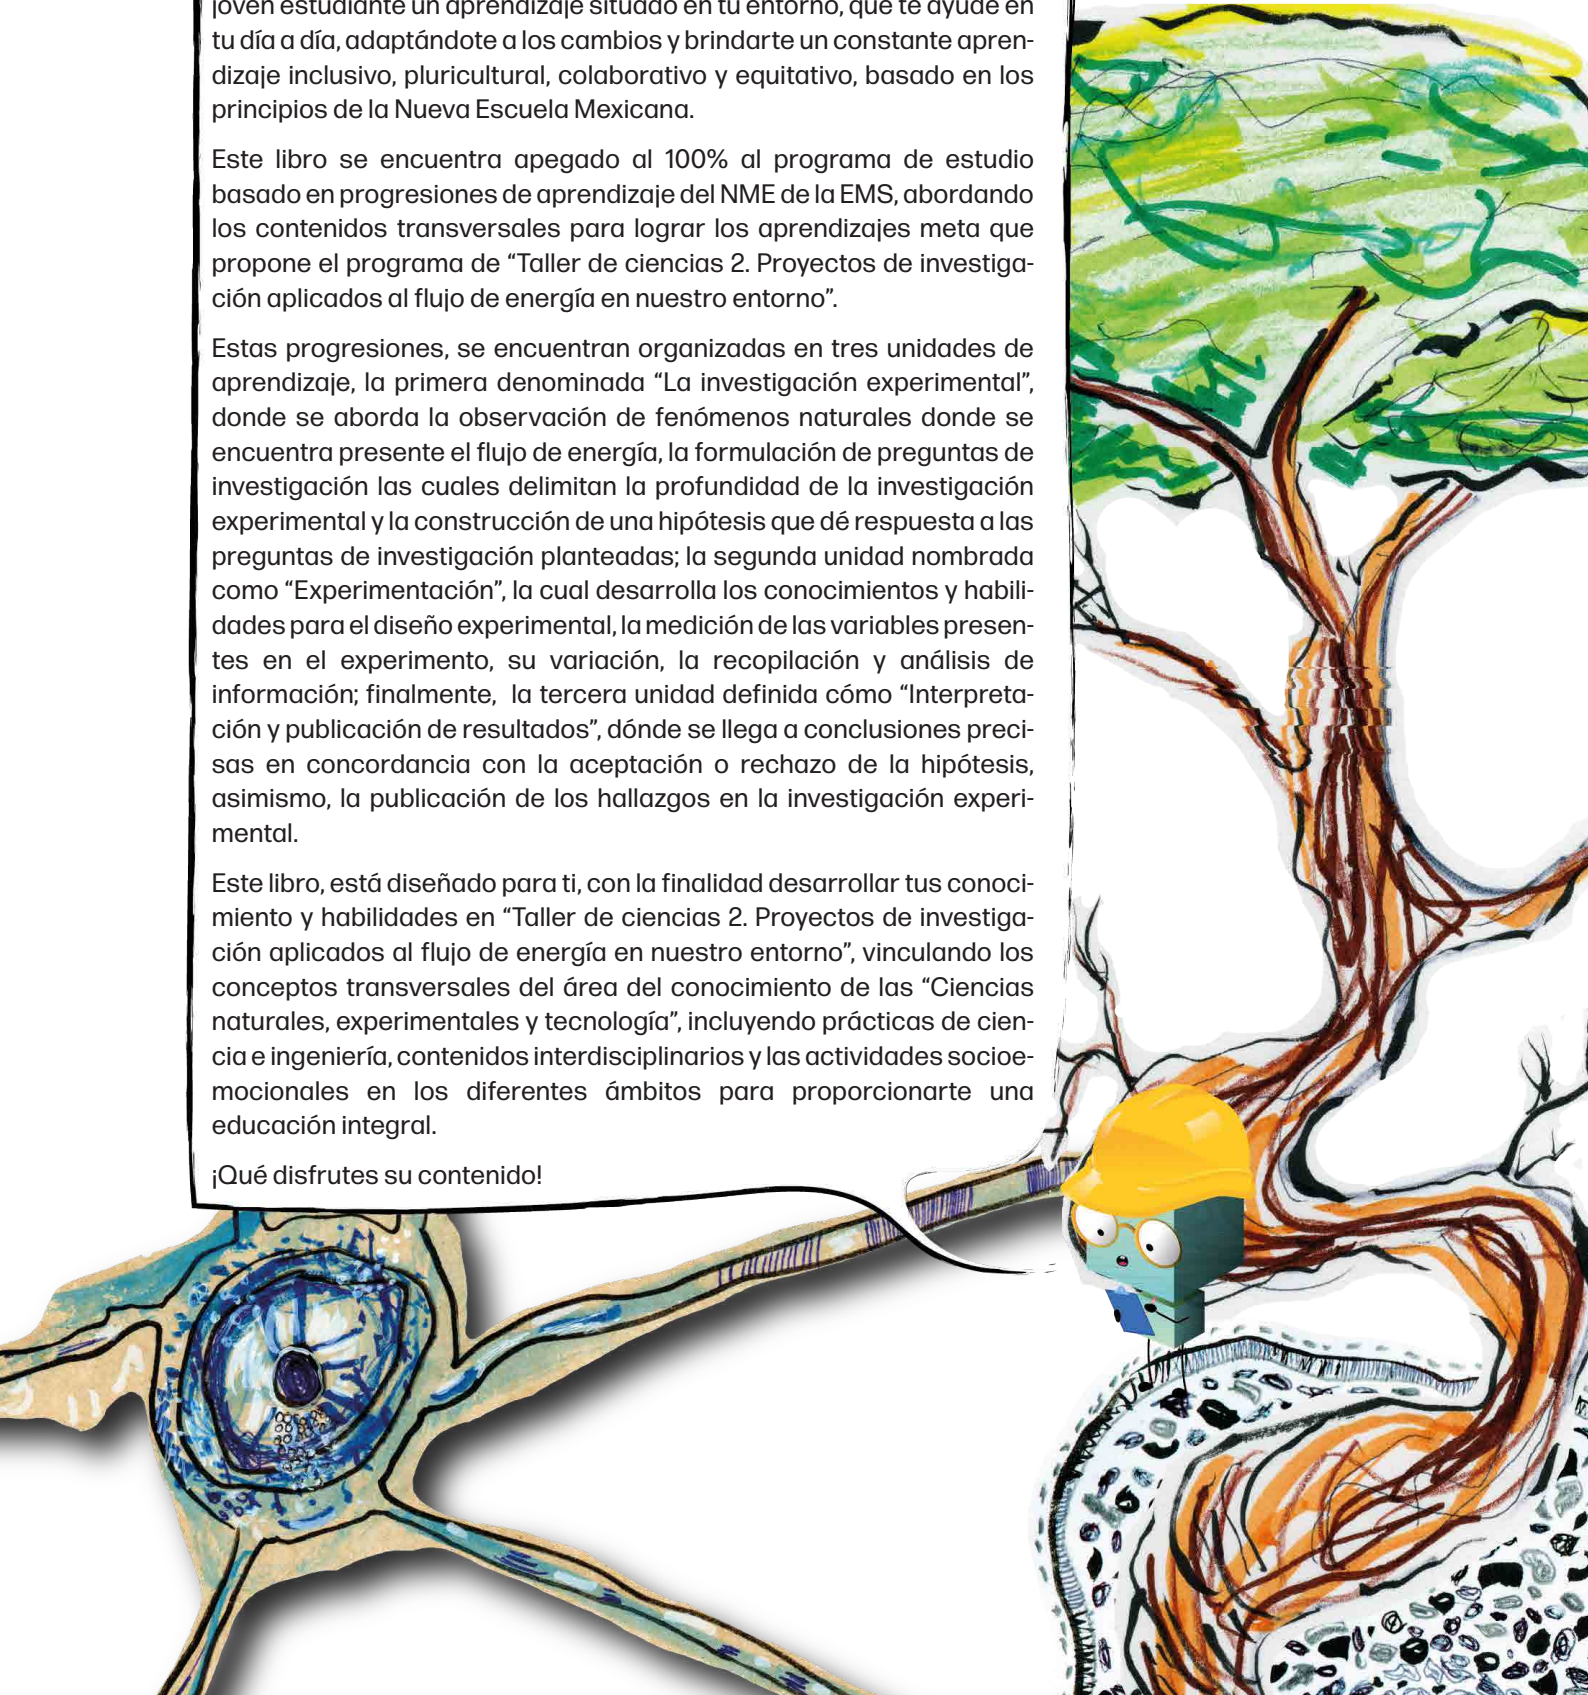 joven estudiante un aprendizaje situado en tu entorno, que te ayude en
tu día a día, adaptándote a los cambios y brindarte un constante apren-
dizaje inclusivo, pluricultural, colaborativo y equitativo, basado en los
principios de la Nueva Escuela Mexicana.
Este libro se encuentra apegado al 100% al programa de estudio
basado en progresiones de aprendizaje del NME de la EMS, abordando
los contenidos transversales para lograr los aprendizajes meta que
propone el programa de “Taller de ciencias 2. Proyectos de investiga-
ción aplicados al flujo de energía en nuestro entorno”.
Estas progresiones, se encuentran organizadas en tres unidades de
aprendizaje, la primera denominada “La investigación experimental”,
donde se aborda la observación de fenómenos naturales donde se
encuentra presente el flujo de energía, la formulación de preguntas de
investigación las cuales delimitan la profundidad de la investigación
experimental y la construcción de una hipótesis que dé respuesta a las
preguntas de investigación planteadas; la segunda unidad nombrada
como “Experimentación”, la cual desarrolla los conocimientos y habili-
dades para el diseño experimental, la medición de las variables presen-
tes en el experimento, su variación, la recopilación y análisis de
información; finalmente, la tercera unidad definida cómo “Interpreta-
ción y publicación de resultados”, dónde se llega a conclusiones preci-
sas en concordancia con la aceptación o rechazo de la hipótesis,
asimismo, la publicación de los hallazgos en la investigación experi-
mental.
Este libro, está diseñado para ti, con la finalidad desarrollar tus conoci-
miento y habilidades en “Taller de ciencias 2. Proyectos de investiga-
ción aplicados al flujo de energía en nuestro entorno”, vinculando los
conceptos transversales del área del conocimiento de las “Ciencias
naturales, experimentales y tecnología”, incluyendo prácticas de cien-
cia e ingeniería, contenidos interdisciplinarios y las actividades socioe-
mocionales en los diferentes ámbitos para proporcionarte una
educación integral.
¡Qué disfrutes su contenido!